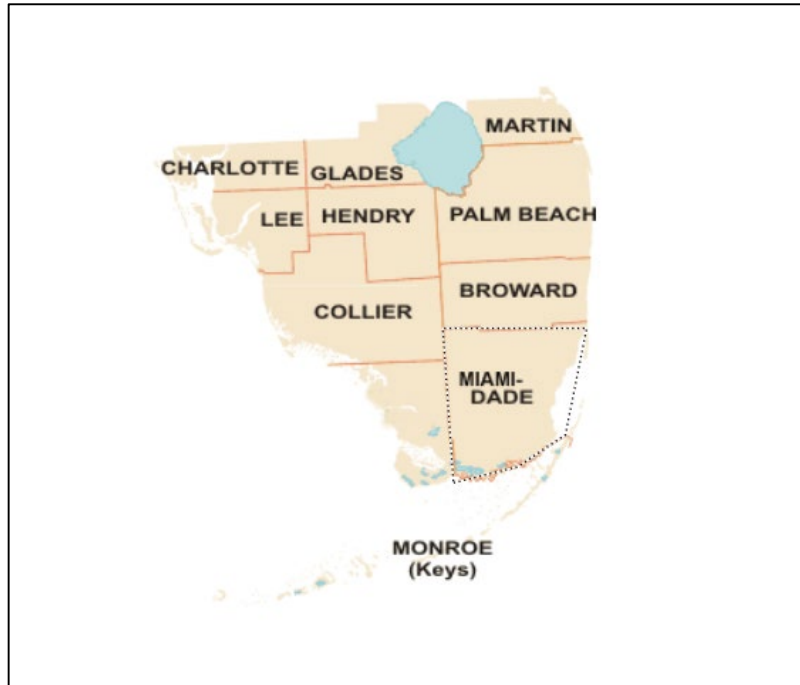 MARTIN
CHARLOTTE
GLADES
LEE
HENDRY
PALM BEACH
BROWARD
COLLIER
MIAMI-
DADE
MONROE
(Keys)